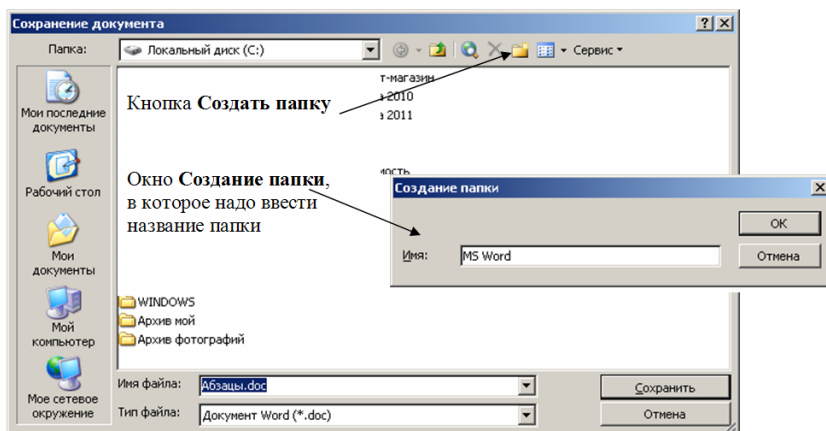 Сохранение документа
Папка:
Локальный диск (C:)
Сервис
т-магазин
2010
2011
Кнопка Создать папку
Мои последние
документы
Рабочий стол
Мои
документы
Мой
компьютер
Мое сетевое
окружение
Окно Создание папки,
в которое надо ввести
название папки
Создание папки
Имя:
MS Word
ОК
Отмена
WINDOWS
Архив мой
Архив фотографий
Имя файла:
Абзацы.doc
Сохранить
Тип файла:
Документ Word (*.doc)
Отмена